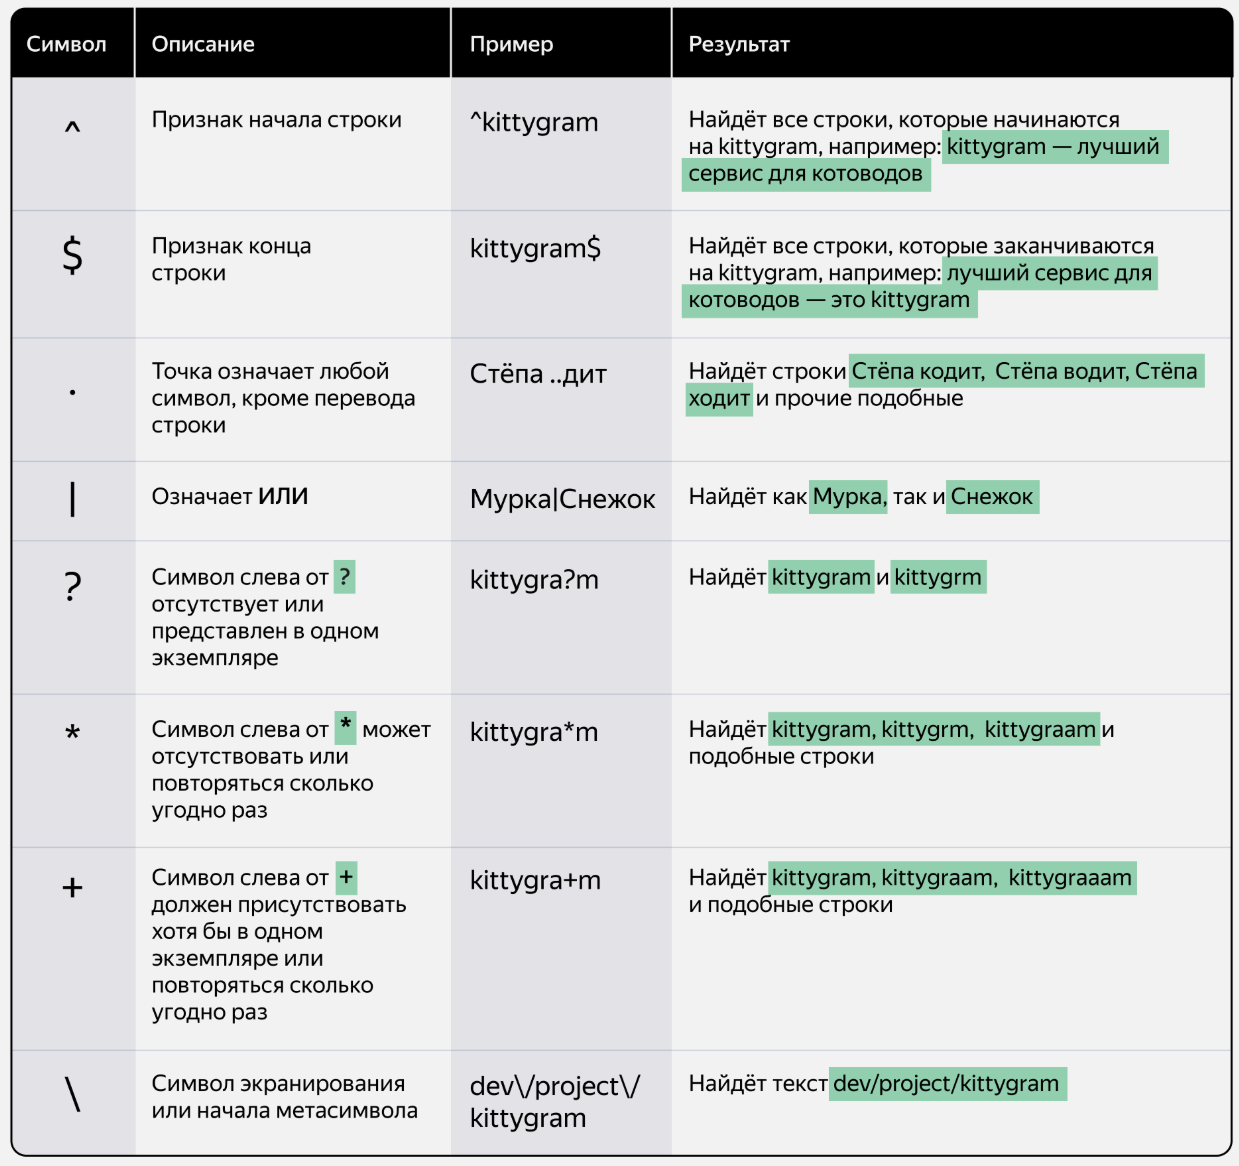 Символ Описание Пример Результат
^ Признак начала строки ^kittygram Найдёт все строки, которые начинаются
на kittygram, например: kittygram — лучший
сервис для котоводов
$ Признак конца kittygram$ Найдёт все строки, которые заканчиваются
строки на kittygram, например: лучший сервис для
котоводов — это kittygram
. Точка означает любой Стёпа ..дит Найдёт строки Стёпа кодит, Стёпа водит, Стёпа
символ, кроме перевода ходит и прочие подобные
строки
| Означает ИЛИ Мурка|Снежок Найдёт как Мурка, так и Снежок
? Символ слева от ? kittygra?m Найдёт kittygram и kittygrm
отсутствует или
представлен в одном
экземпляре
* Символ слева от * может kittygra*m Найдёт kittygram, kittygrm, kittygraam и
отсутствовать или подобные строки
повторяться сколько
угодно раз
+ Символ слева от + kittygra+m Найдёт kittygram, kittygraam, kittygraaam
должен присутствовать и подобные строки
хотя бы в одном
экземпляре или
повторяться сколько
угодно раз
\ Символ экранирования dev\/project\/ Найдёт текст dev/project/kittygram
или начала метасимвола kittygram